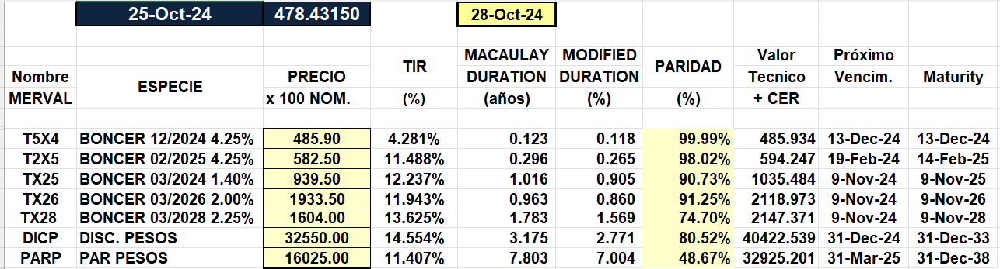 25-Oct-24 478.43150 28-Oct-24
MACAULAY MODIFIED Valor Próximo
TIR PARIDAD
Nombre PRECIO DURATION DURATION Tecnico Vencim. Maturity
ESPECIE
MERVAL x 100 NOM. (%) (años) (%) (%) + CER
T5X4 BONCER 12/2024 4.25% 485.90 4.281% 0.123 0.118 99.99% 485.934 13-Dec-24 13-Dec-24
T2X5 BONCER 02/2025 4.25% 582.50 11.488% 0.296 0.265 98.02% 594.247 19-Feb-24 14-Feb-25
TX25 BONCER 03/2024 1.40% 939.50 12.237% 1.016 0.905 90.73% 1035.484 9-Nov-24 9-Nov-25
TX26 BONCER 03/2026 2.00% 1933.50 11.943% 0.963 0.860 91.25% 2118.973 9-Nov-24 9-Nov-26
TX28 BONCER 03/2028 2.25% 1604.00 13.625% 1.783 1.569 74.70% 2147.371 9-Nov-24 9-Nov-28
DICP DISC. PESOS 32550.00 14.554% 3.175 2.771 80.52% 40422.539 31-Dec-24 31-Dec-33
PARP PAR PESOS 16025.00 11.407% 7.803 7.004 48.67% 32925.201 31-Mar-25 31-Dec-38